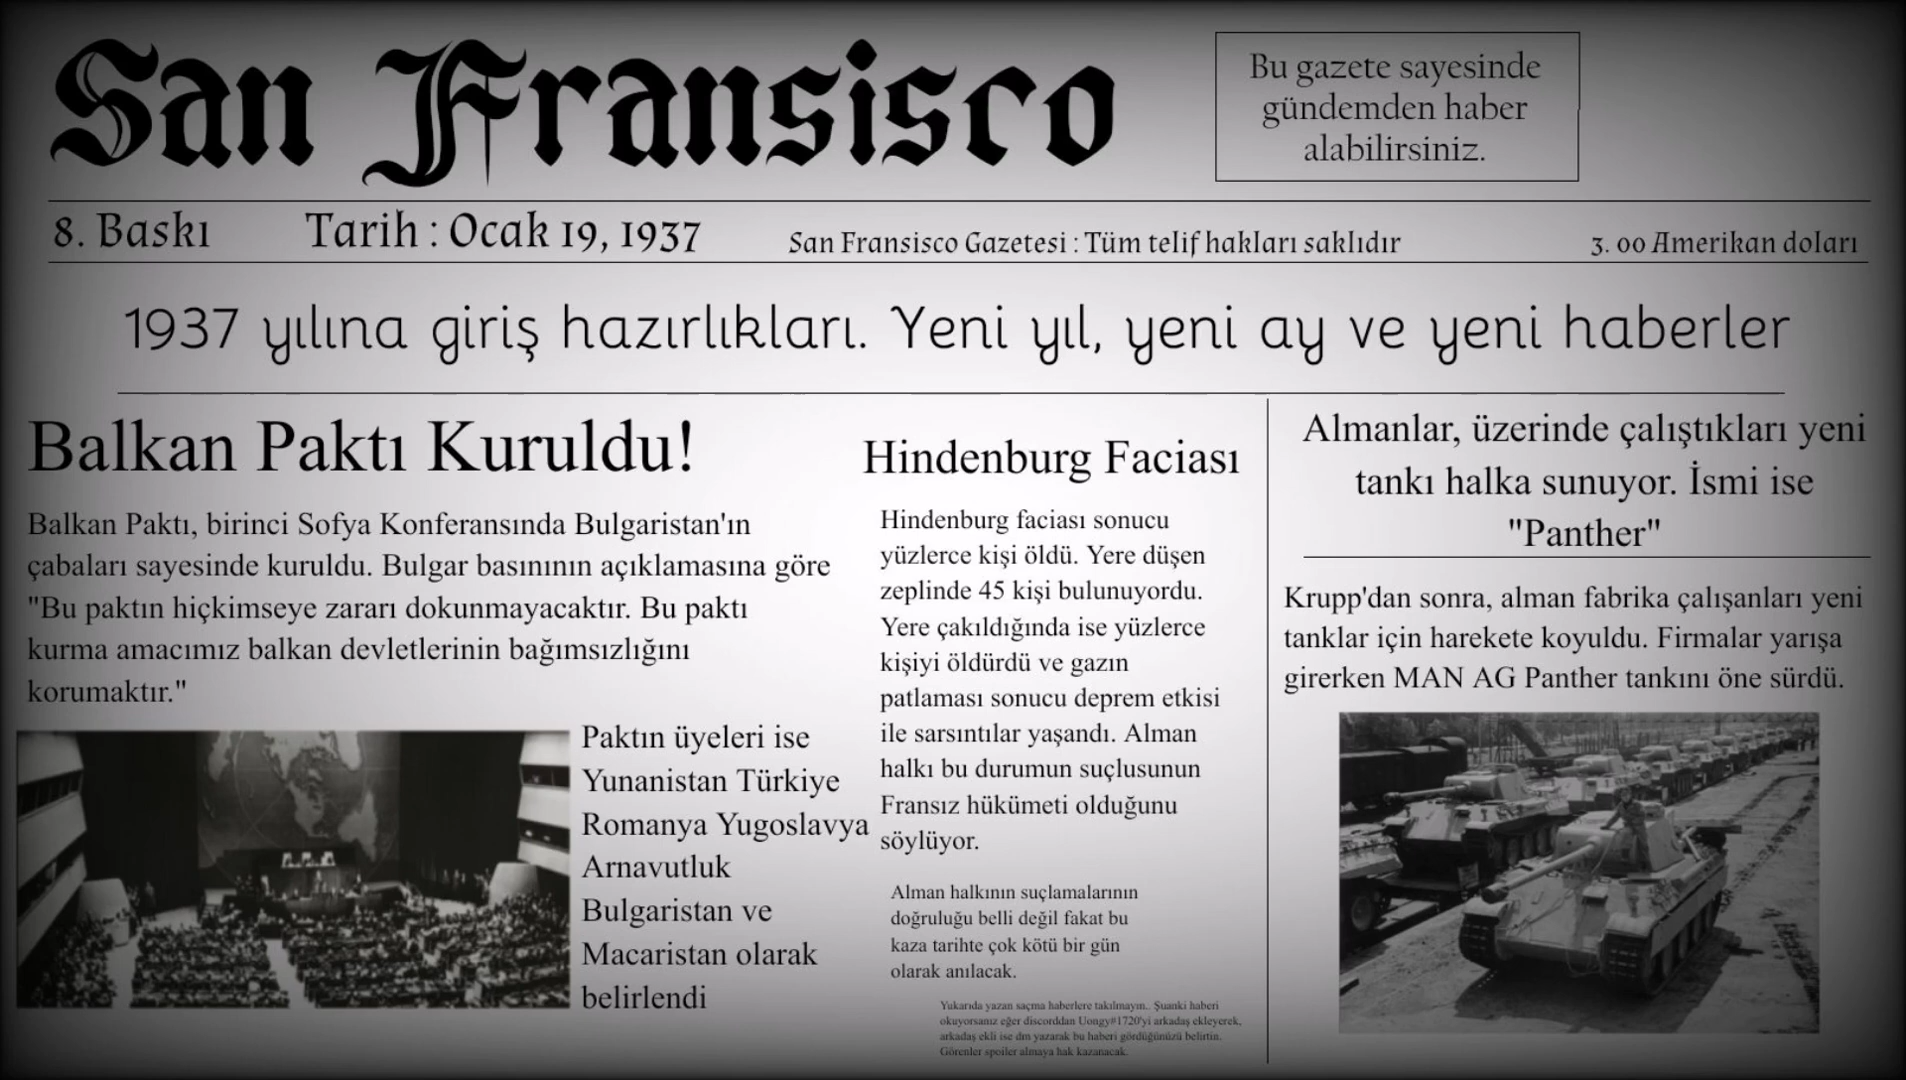 San Fransisco
Bu gazete sayesinde
gündemden haber
alabilirsiniz.
8. Baskı
Tarih : Ocak 19, 1937
San Fransisco Gazetesi : Tüm telif hakları saklıdır
3. 00 Amerikan doları
1937 yılına giriş hazırlıkları. Yeni yıl, yeni ay ve yeni haberler
Balkan Paktı Kuruldu!
Balkan Paktı, birinci Sofya Konferansında Bulgaristan'ın
çabaları sayesinde kuruldu. Bulgar basınının açıklamasına göre
"Bu paktın hiçkimseye zararı dokunmayacaktır. Bu paktı
kurma amacımız balkan devletlerinin bağımsızlığını
korumaktır."
Paktın üyeleri ise
Yunanistan Türkiye
Romanya Yugoslavya
Arnavutluk
Bulgaristan ve
Macaristan olarak
belirlendi
Hindenburg Faciası
Hindenburg faciası sonucu
yüzlerce kişi öldü. Yere düşen
zeplinde 45 kişi bulunuyordu.
Yere çakıldığında ise yüzlerce
kişiyi öldürdü ve gazın
patlaması sonucu deprem etkisi
ile sarsıntılar yaşandı. Alman
halkı bu durumun suçlusunun
Fransız hükümeti olduğunu
söylüyor.
Alman halkının suçlamalarının
doğruluğu belli değil fakat bu
kaza tarihte çok kötü bir gün
olarak anılacak.
Yukarıda yazan saçma haberlere takılmayın.. Şuanki haberi
okuyorsanız eğer discorddan Uongy#1720'yi arkadaş ekleyerek,
arkadaş ekli ise dm yazarak bu haberi gördüğünüzü belirtin.
Görenler spoiler almaya hak kazanacak.
Almanlar, üzerinde çalıştıkları yeni
tankı halka sunuyor. İsmi ise
"Panther"
Krupp'dan sonra, alman fabrika çalışanları yeni
tanklar için harekete koyuldu. Firmalar yarışa
girerken MAN AG Panther tankını öne sürdü.